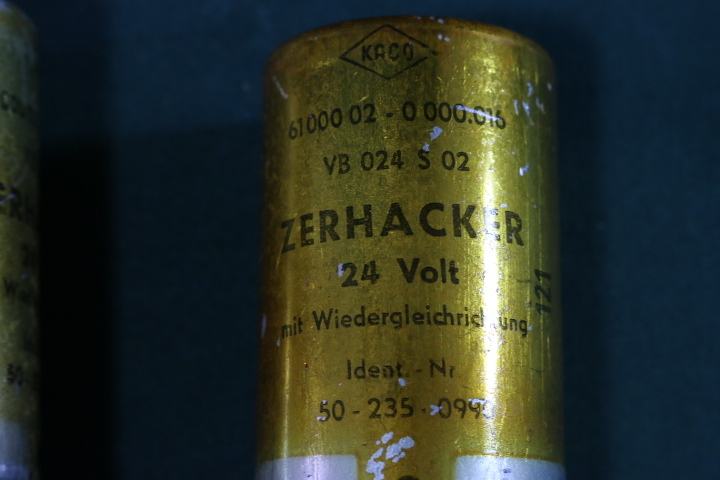 KACO
61000 02 - 0 000.016
VB 024 S 02
ZERHACKER
24 Volt
121
mit Wiedergleichrichtung
Ident.-Nr
50 - 235 -